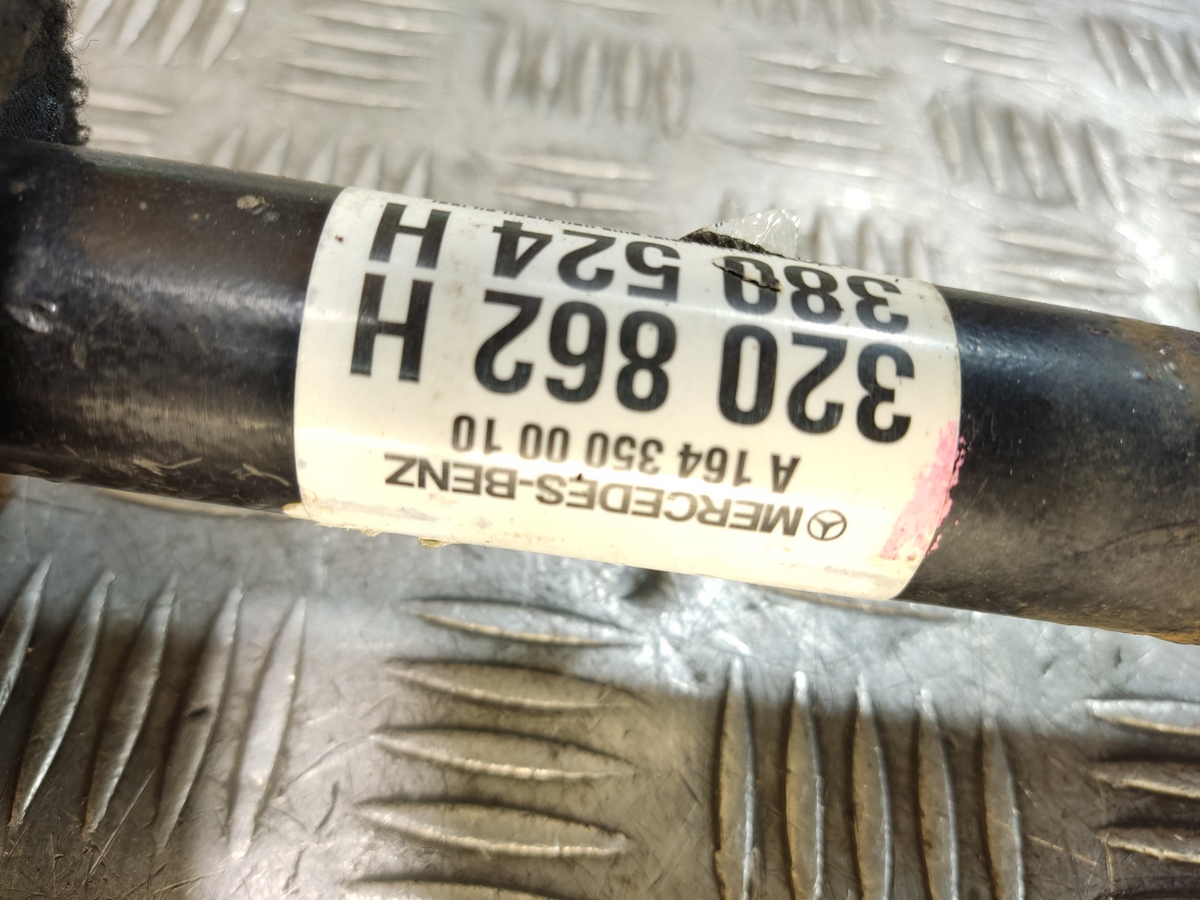 MERCEDES-BENZ
A 164 350 00 10
320 862 H
380 524 H